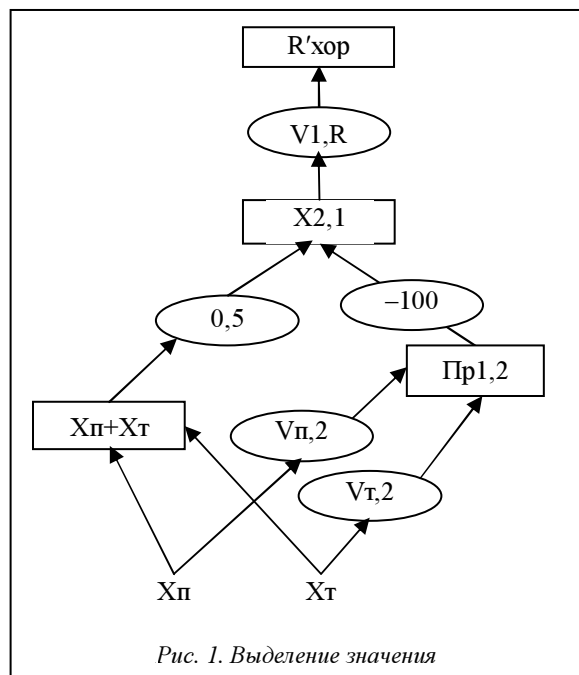 R'хор
V1,R
X2,1
0,5
–100
Пр1,2
Xп+Xт
Vп,2
Vт,2
Xп
Xт
Рис. 1. Выделение значения